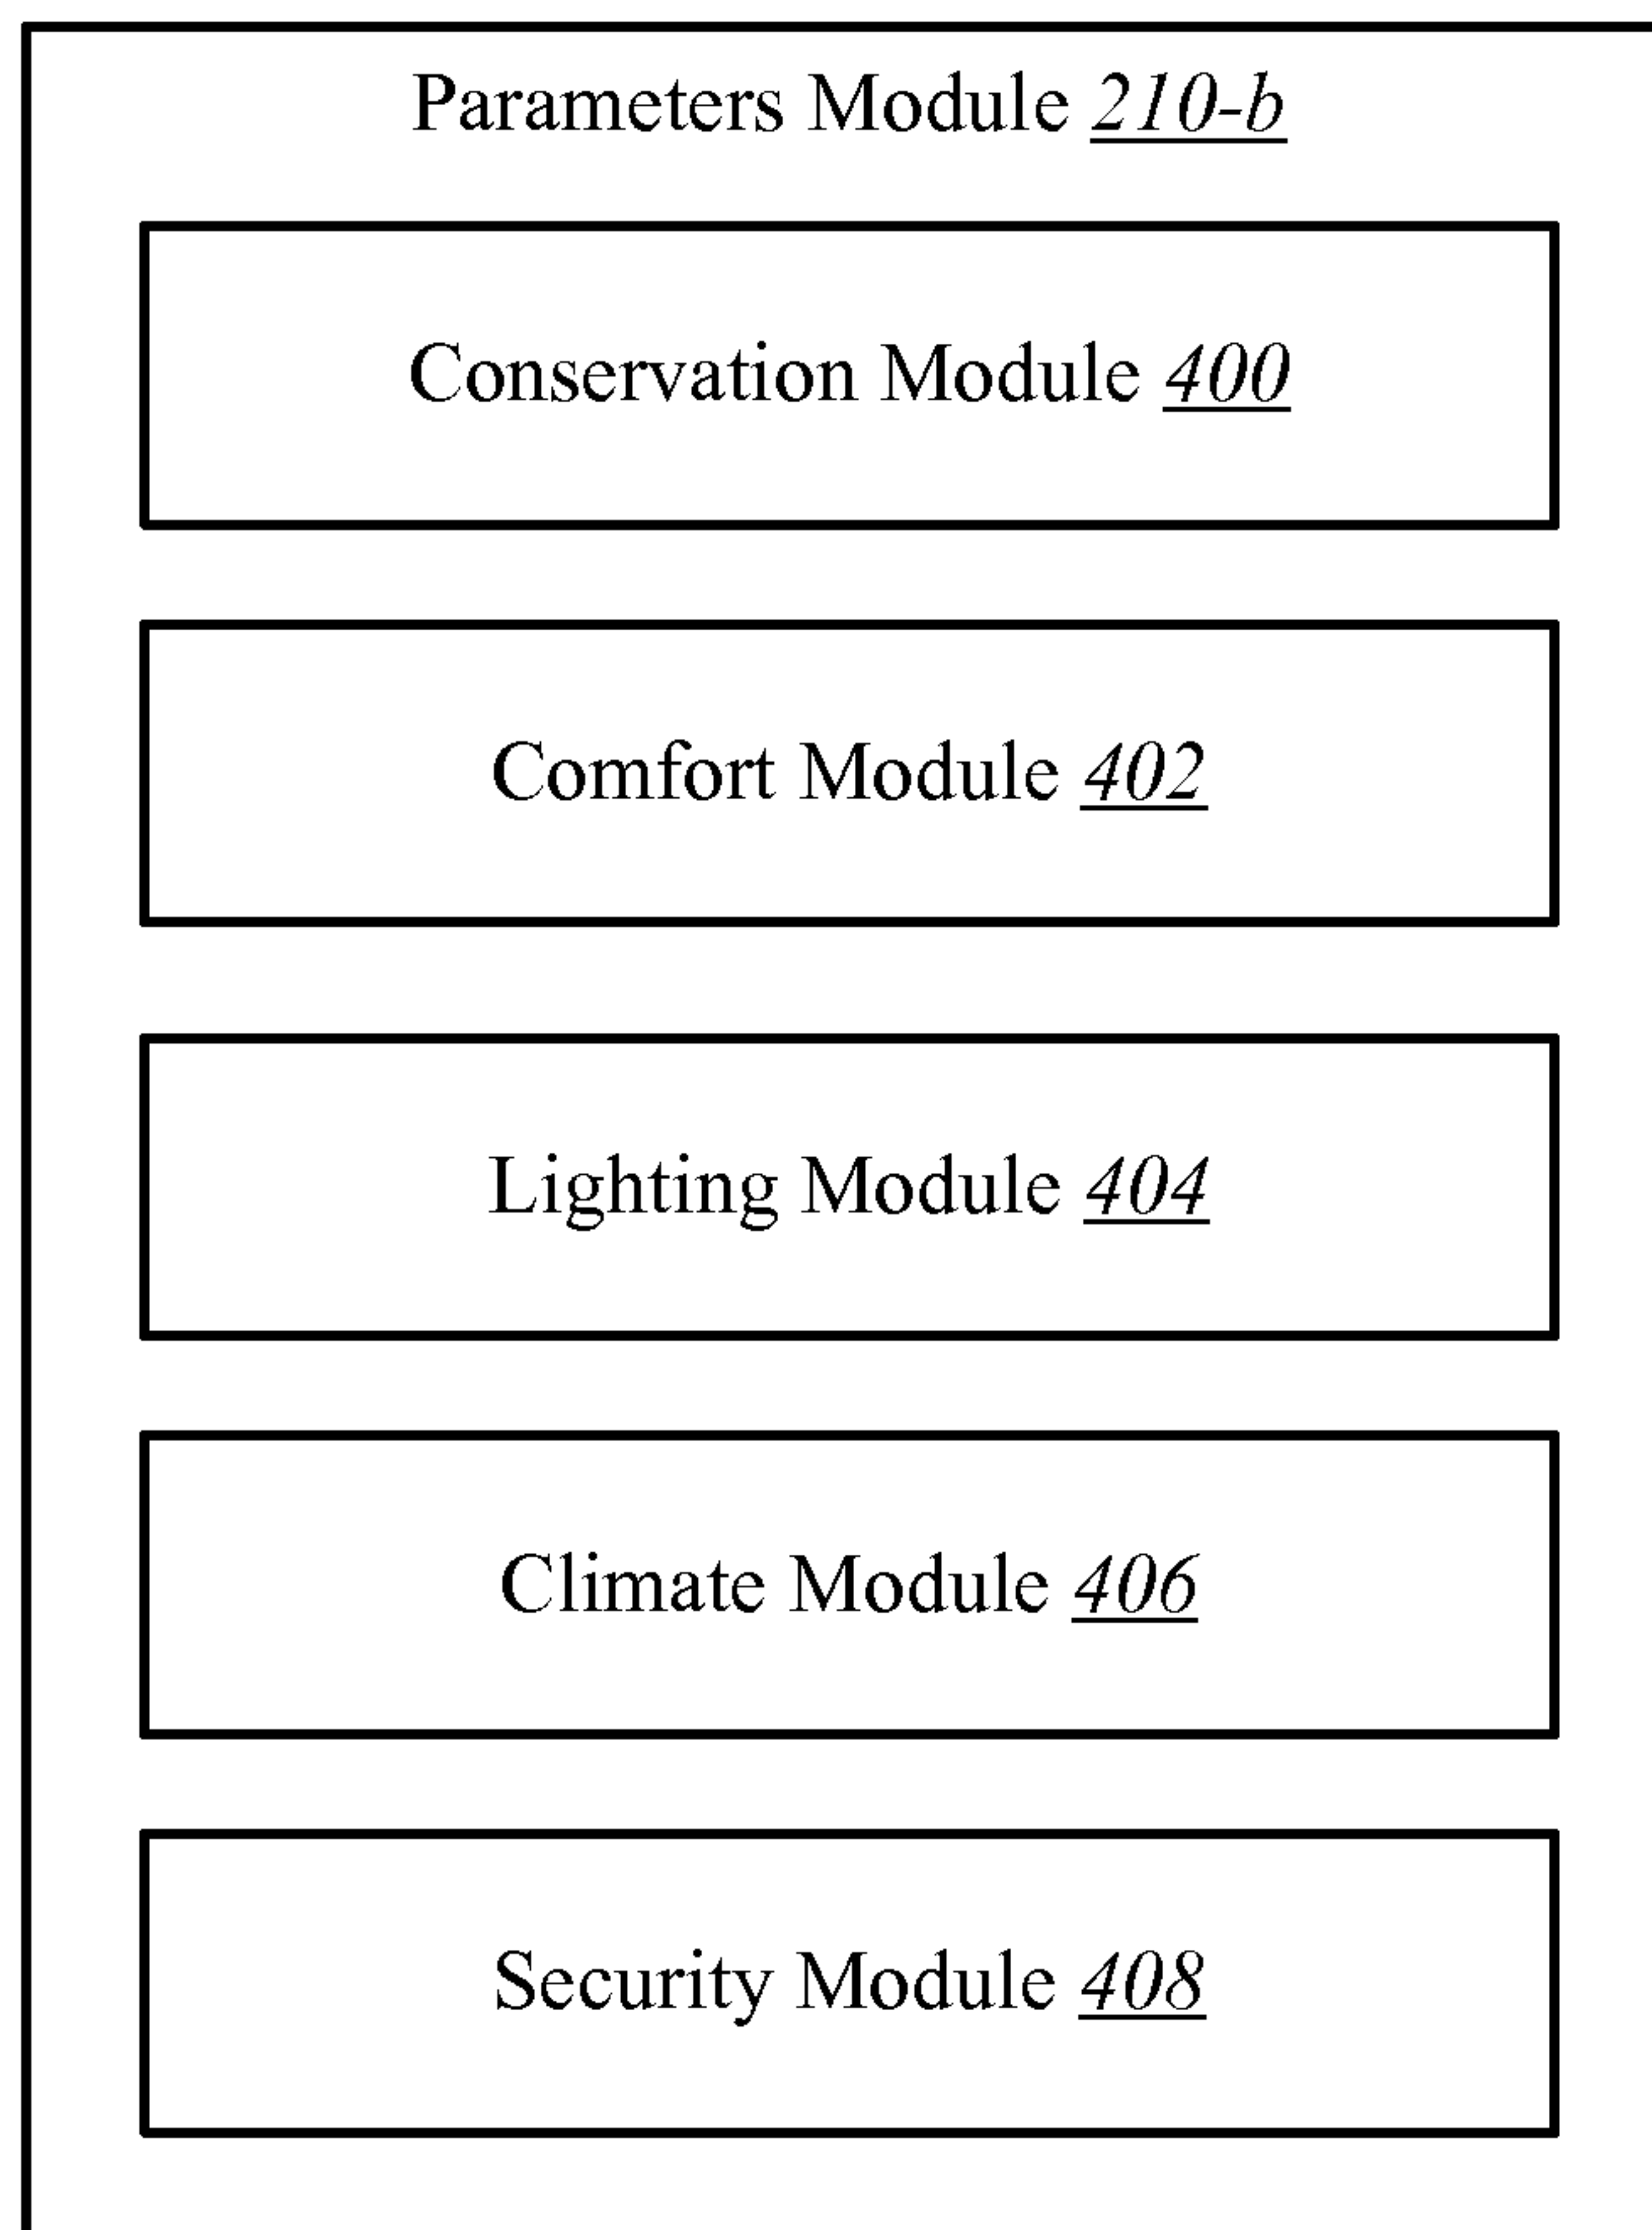 Parameters Module 210-b
Conservation Module 400
Comfort Module 402
Lighting Module 404
Climate Module 406
Security Module 408